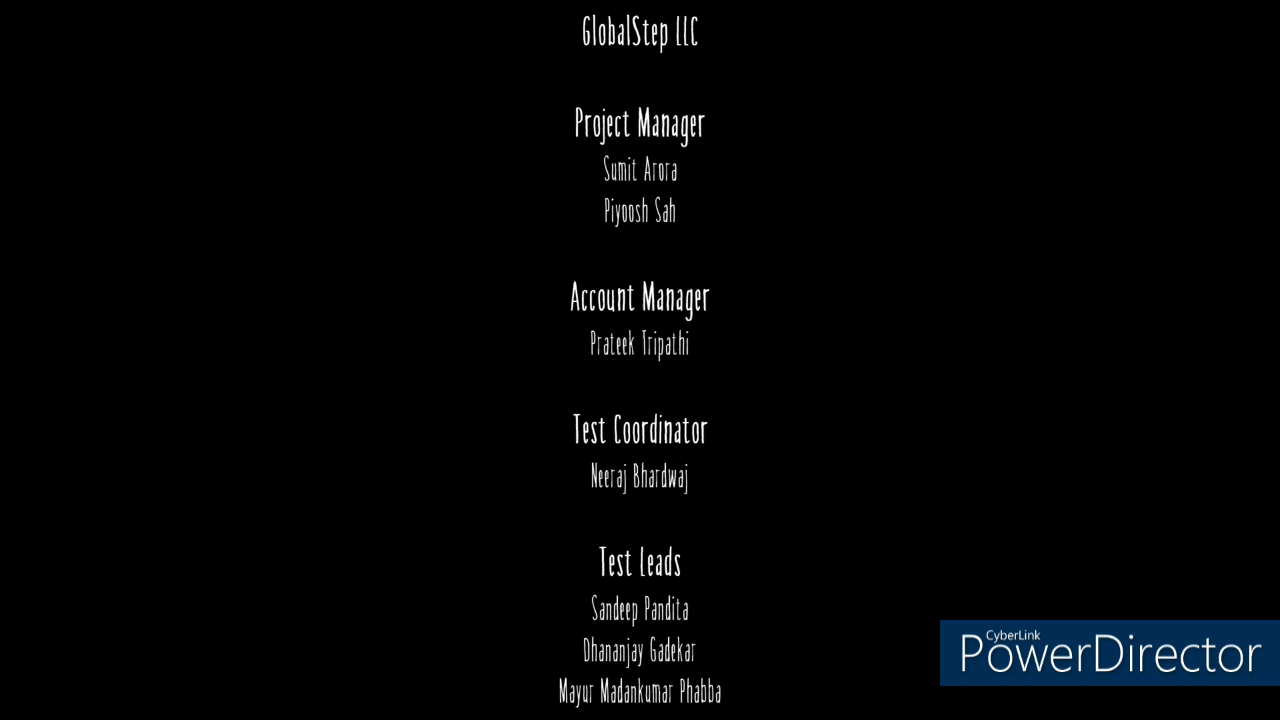 GlobalStep LLC
Project Manager
Sumit Arora
Piyoosh Sah
Account Manager
Prateek Tripathi
Test Coordinator
Neeraj Bhardwaj
Test Leads
Sandeep Pandita
Dhananjay Gadekar
Mayur Madankumar Phabba
CyberLink
PowerDirector